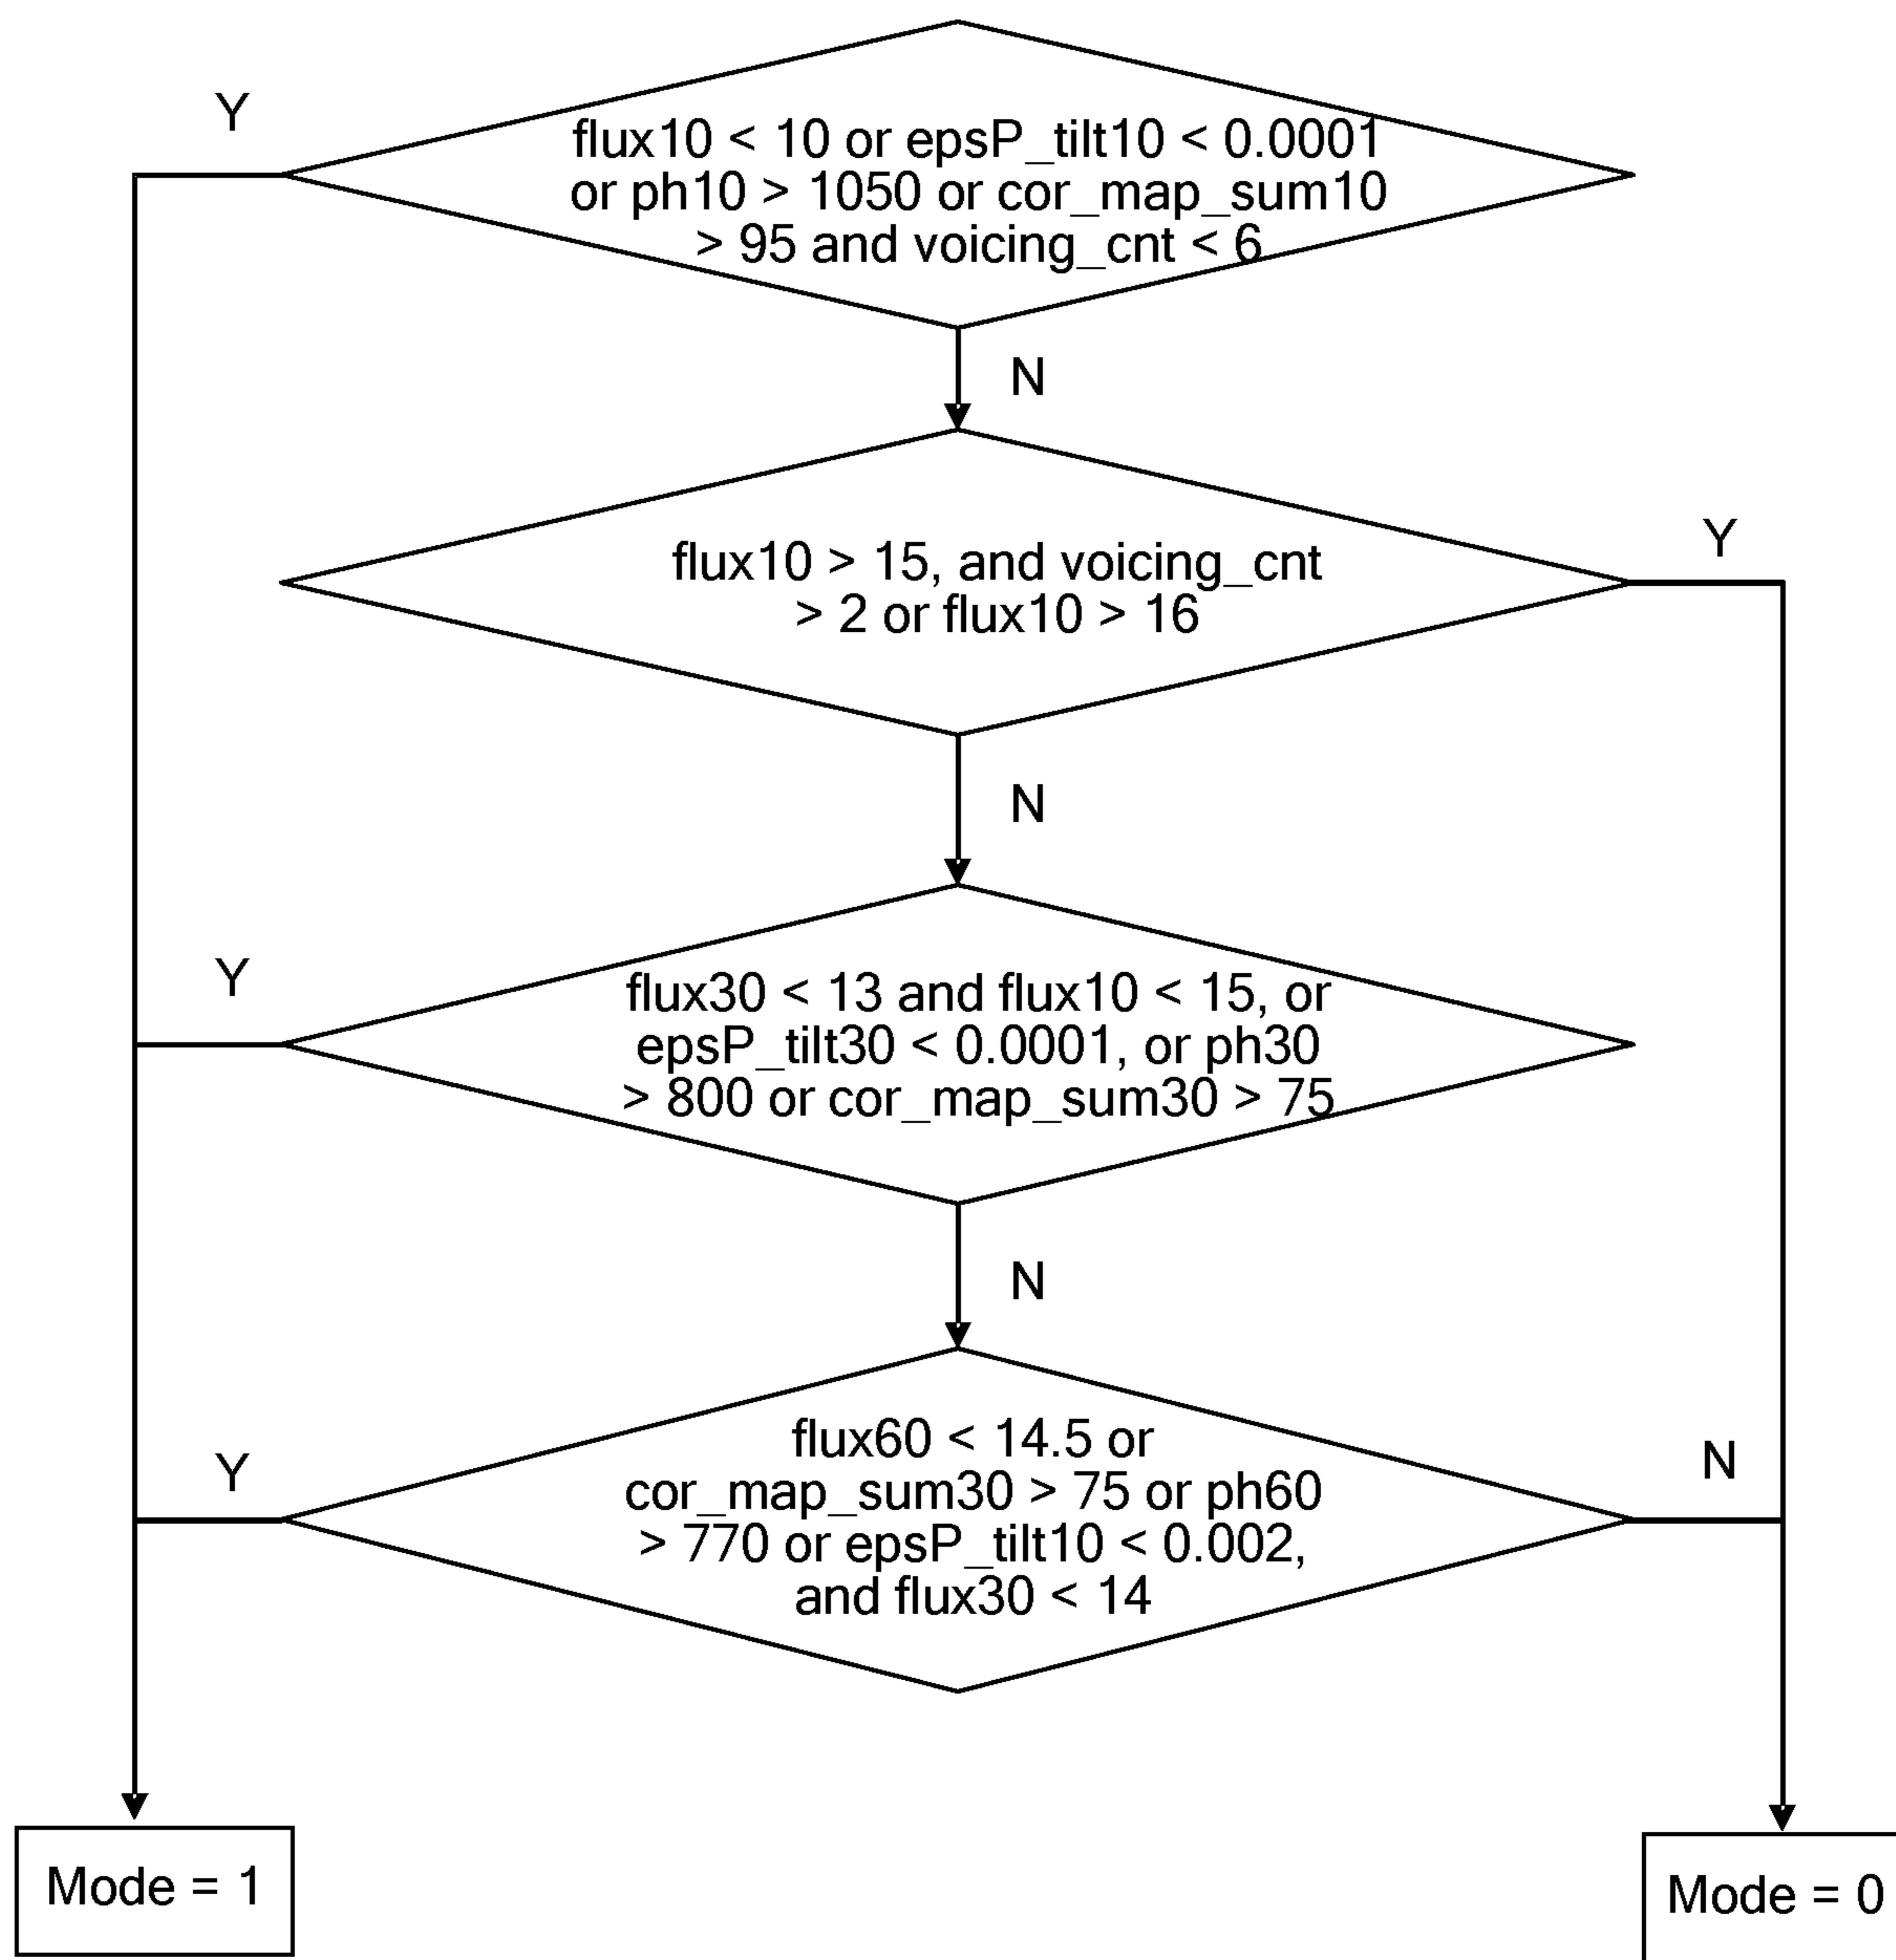 Y
flux10 < 10 or epsP_tilt10 < 0.0001
or ph10 > 1050 or cor_map_sum10
> 95 and voicing_cnt < 6
N
Y
flux10 > 15, and voicing_cnt
> 2 or flux10 > 16
N
Y
flux30 < 13 and flux10 < 15, or
epsP_tilt30 < 0.0001, or ph30
> 800 or cor_map_sum30 > 75
N
flux60 < 14.5 or
Y
N
cor_map_sum30 > 75 or ph60
> 770 or epsP_tilt10 < 0.002,
and flux30 < 14
Mode = 1
Mode = 0